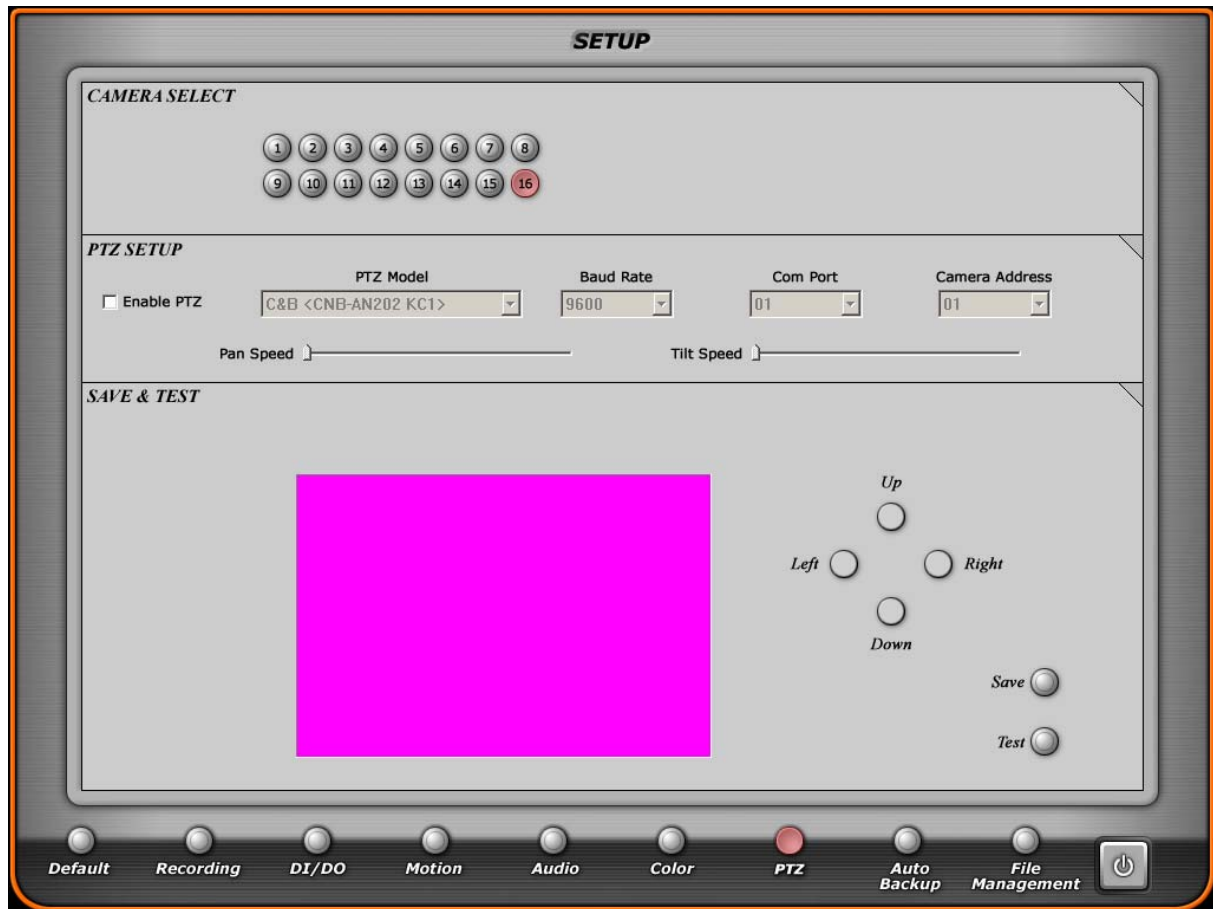 SETUP
CAMERA SELECT
1 2 3 4 5 6 7 8
9 10 11 12 13 14 15 16
PTZ SETUP
PTZ Model Baud Rate Com Port Camera Address
Enable PTZ C&B <CNB-AN202 KC1> 9600 01 01
Pan Speed Tilt Speed
SAVE & TEST
Up
Left Right
Down
Save
Test
Default Recording DI/DO Motion Audio Color PTZ Auto Backup File Management